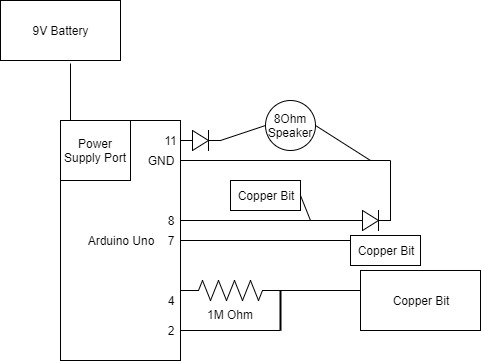 9V Battery
Power
Supply Port
11
GND
8Ohm
Speaker
Copper Bit
8
Arduino Uno
7
Copper Bit
4
1M Ohm
Copper Bit
2